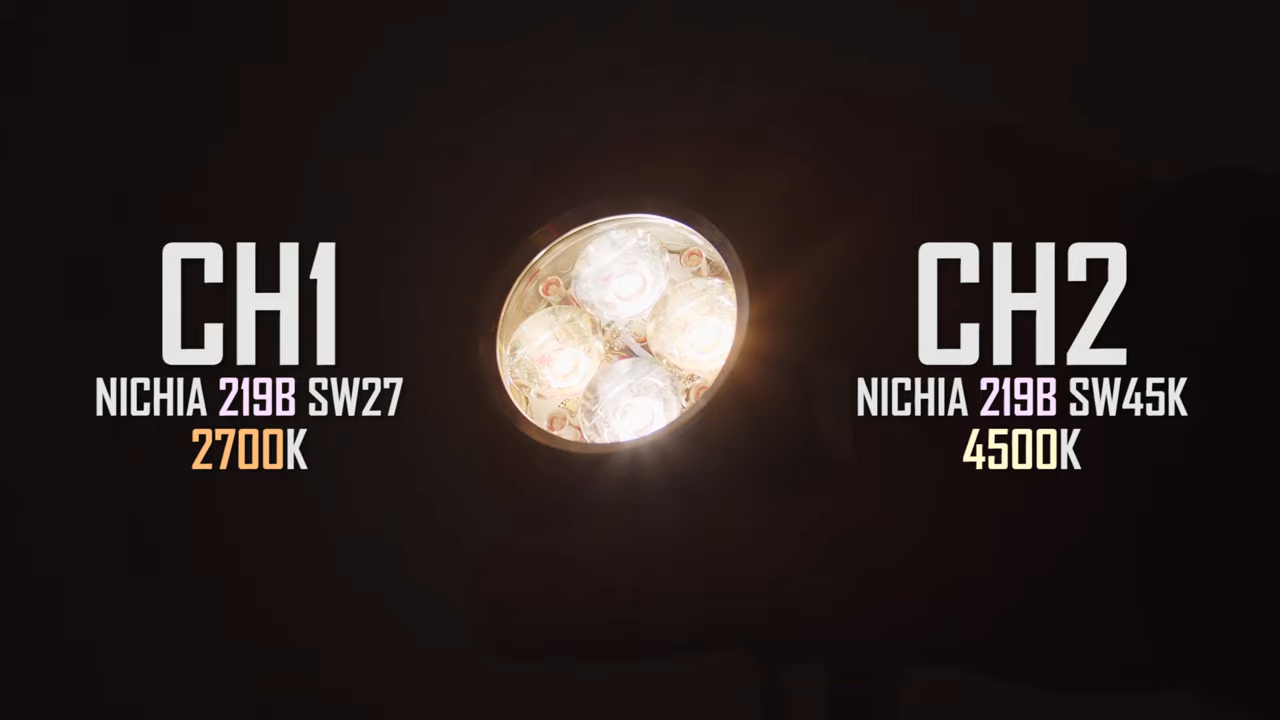 CH1
NICHIA 219B SW27
2700K
CH2
NICHIA 219B SW45K
4500K